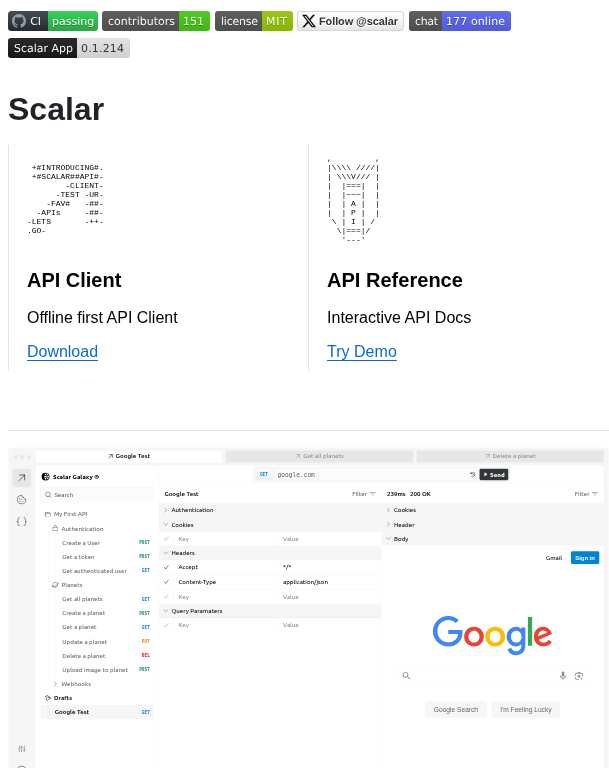 CI passing contributors 151 license MIT Follow @scalar chat 177 online
Scalar App 0.1.214
Scalar
+#INTRODUCING#.
+#SCALAR##API#-
-CLIENT-
-TEST -UR-
-FAV# -##-
-APIs -##-
-LETS -++-
.GO-
API Client
Offline first API Client
Download
, ,
|\\\\ ////|
| \\\V/// |
| |===| |
| |~~~| |
| | A | |
| | P | |
\ | I | /
\|===|/
'---'
API Reference
Interactive API Docs
Try Demo
Google Test
Get all planets
Delete a planet
Scalar Galaxy
Search
My First API
Authentication
Create a User POST
Get a token POST
Get authenticated user GET
Planets
Get all planets GET
Create a planet POST
Get a planet GET
Update a planet PUT
Delete a planet DEL
Upload image to planet POST
Webhooks
Drafts
Google Test GET
GET google.com Send
Google Test Filter
Authentication
Cookies
Key Value
Headers
Accept */*
Content-Type application/json
Key Value
Query Paramaters
Key Value
239ms 200 OK Filter
Cookies
Header
Body
Gmail Sign in
Google
Google Search I'm Feeling Lucky